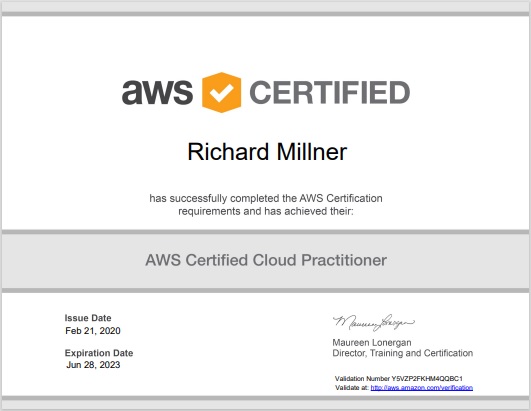 aws CERTIFIED
Richard Millner
has successfully completed the AWS Certification
requirements and has achieved their:
AWS Certified Cloud Practitioner
Issue Date
Feb 21, 2020
Expiration Date
Jun 28, 2023
Maureen Lonergan
Maureen Lonergan
Director, Training and Certification
Validation Number Y5VZP2FKHM4QQBC1
Validate at: http://aws.amazon.com/verification